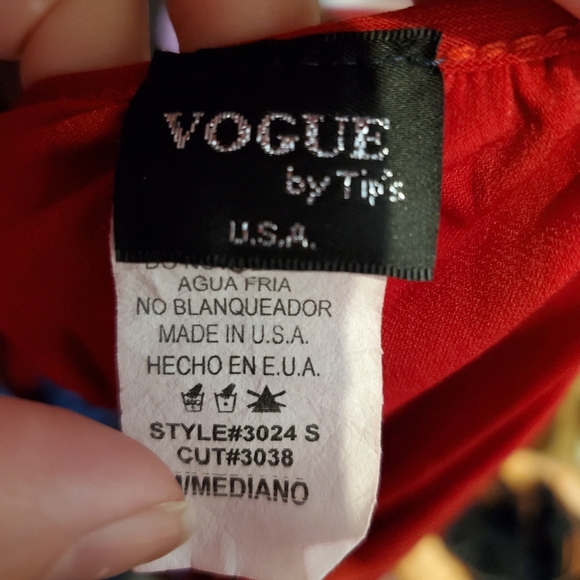 VOGUE
by Tip's
U.S.A.
AGUA FRIA
NO BLANQUEADOR
MADE IN U.S.A.
HECHO EN E.U.A.
STYLE#3024 S
CUT#3038
/MEDIANO